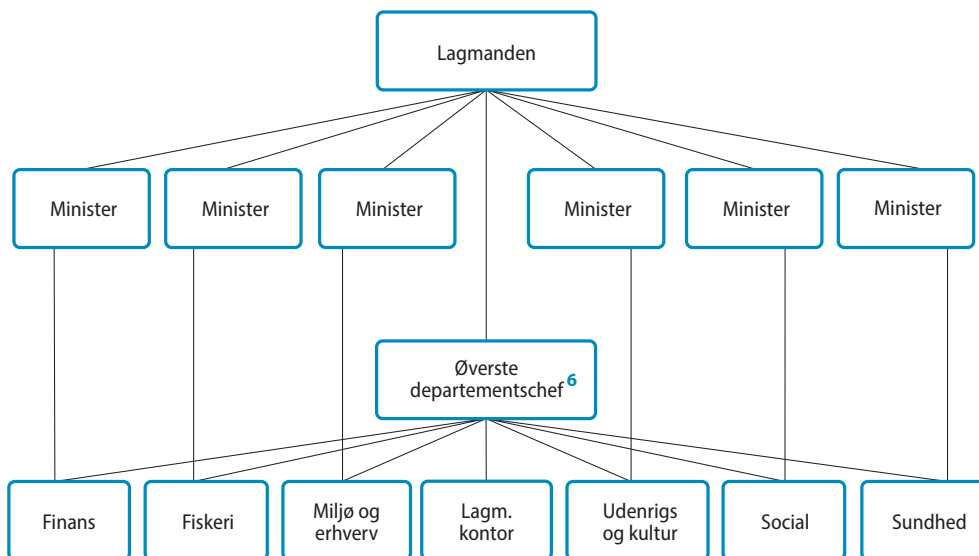 Lagmanden
Minister
Minister
Minister
Minister
Minister
Minister
Øverste
departementschef 6
Finans
Fiskeri
Miljø og
erhverv
Lagm.
kontor
Udenrigs
og kultur
Social
Sundhed